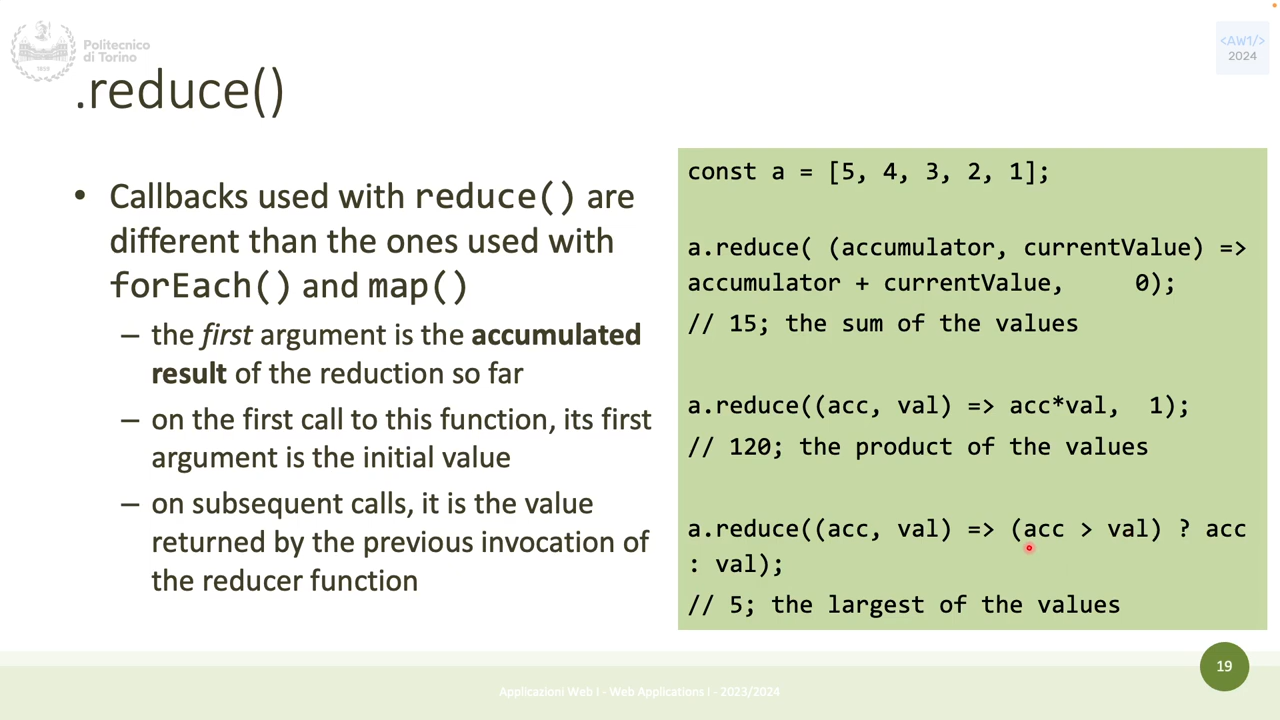 Politecnico
di Torino
1859
<AW1/>
2024
.reduce()
• Callbacks used with reduce() are
different than the ones used with
forEach() and map()
– the first argument is the accumulated
result of the reduction so far
– on the first call to this function, its first
argument is the initial value
– on subsequent calls, it is the value
returned by the previous invocation of
the reducer function
const a = [5, 4, 3, 2, 1];
a.reduce( (accumulator, currentValue) =>
accumulator + currentValue, 0);
// 15; the sum of the values
a.reduce((acc, val) => acc*val, 1);
// 120; the product of the values
a.reduce((acc, val) => (acc > val) ? acc
: val);
// 5; the largest of the values
19
Applicazioni Web I - Web Applications I - 2023/2024